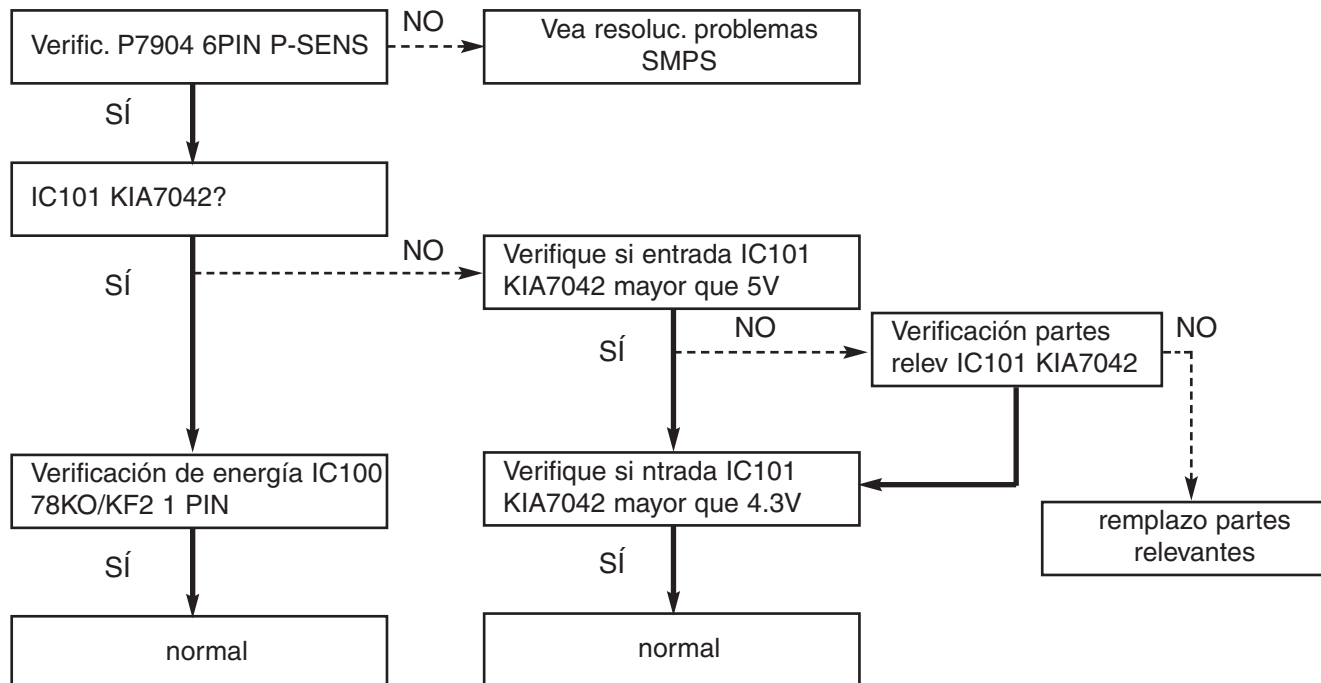 Verific. P7904 6PIN P-SENS
NO
Vea resoluc. problemas
SMPS
SÍ
IC101 KIA7042?
SÍ
NO
Verifique si entrada IC101
KIA7042 mayor que 5V
SÍ
NO
Verificación partes
relev IC101 KIA7042
NO
Verificación de energía IC100
78KO/KF2 1 PIN
Verifique si ntrada IC101
KIA7042 mayor que 4.3V
remplazo partes
relevantes
SÍ
SÍ
normal
normal